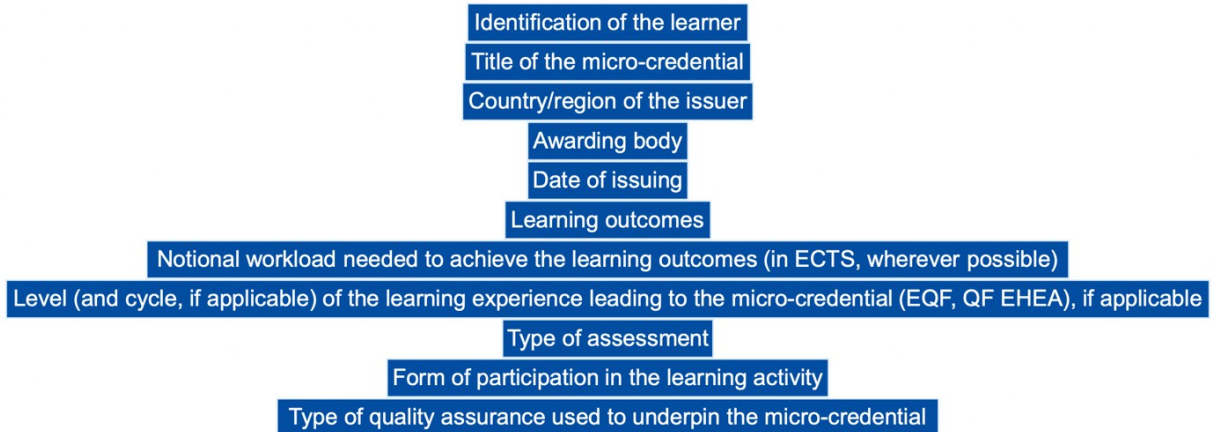 Identification of the learner
Title of the micro-credential
Country/region of the issuer
Awarding body
Date of issuing
Learning outcomes
Notional workload needed to achieve the learning outcomes (in ECTS, wherever possible)
Level (and cycle, if applicable) of the learning experience leading to the micro-credential (EQF, QF EHEA), if applicable
Type of assessment
Form of participation in the learning activity
Type of quality assurance used to underpin the micro-credential